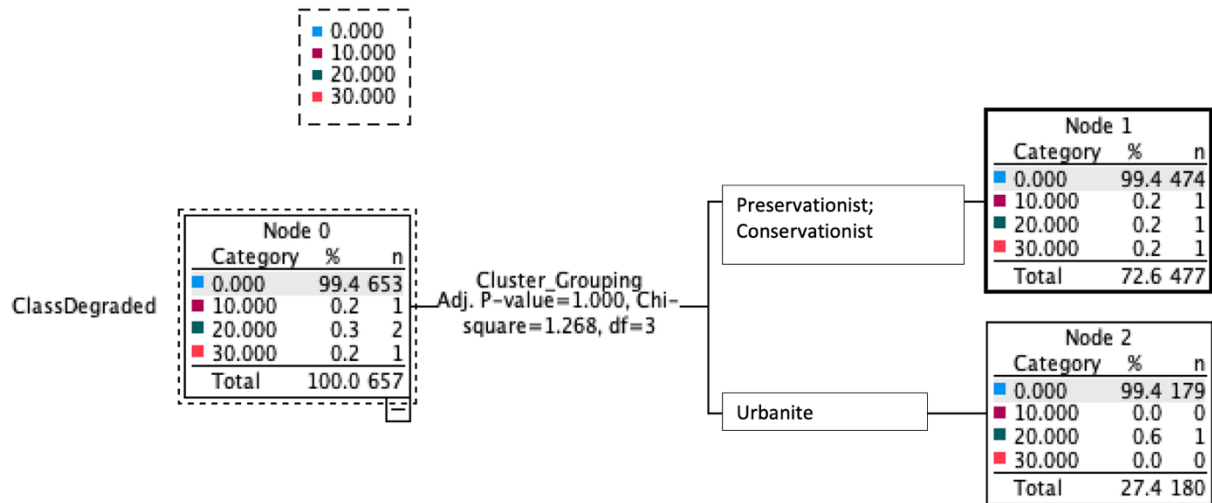 0.000
10.000
20.000
30.000
ClassDegraded
Node 0
Category % n
0.000 99.4 653
10.000 0.2 1
20.000 0.3 2
30.000 0.2 1
Total 100.0 657
Cluster_Grouping
Adj. P-value=1.000, Chi-
square=1.268, df=3
Preservationist;
Conservationist
Node 1
Category % n
0.000 99.4 474
10.000 0.2 1
20.000 0.2 1
30.000 0.2 1
Total 72.6 477
Urbanite
Node 2
Category % n
0.000 99.4 179
10.000 0.0 0
20.000 0.6 1
30.000 0.0 0
Total 27.4 180